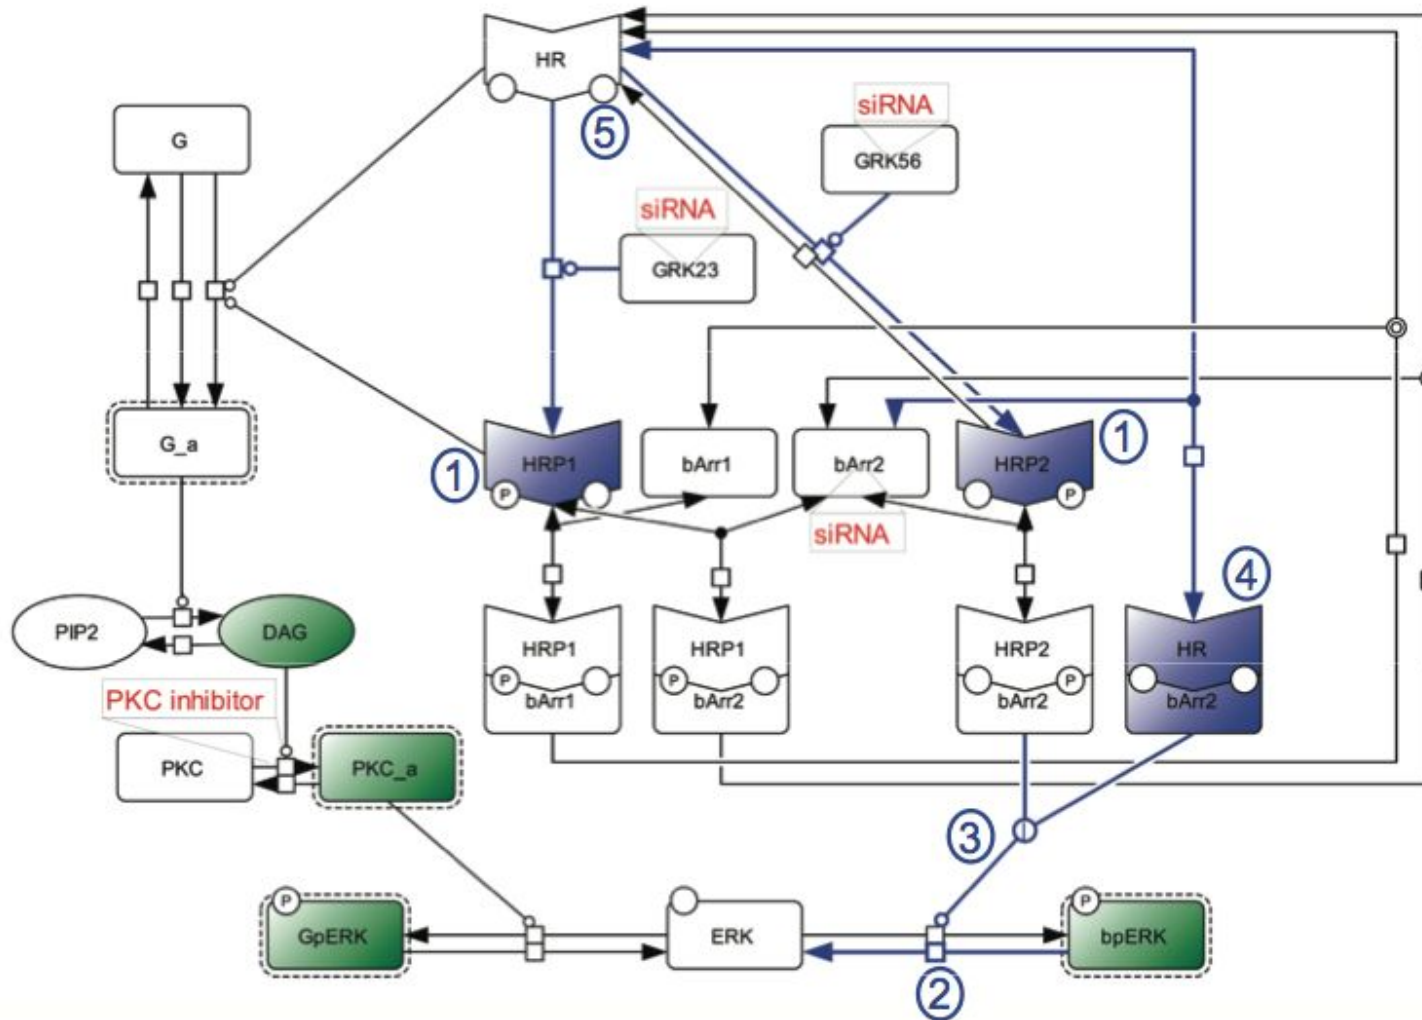 HR
5
siRNA
GRK56
G
siRNA
GRK23
G_a
1
HRP1
P
bArr1
bArr2
siRNA
HRP2
P
1
4
PIP2
DAG
HRP1
P
bArr1
HRP1
P
bArr2
HRP2
P
bArr2
HR
bArr2
PKC inhibitor
PKC
PKC_a
3
P
GpERK
ERK
P
bpERK
2